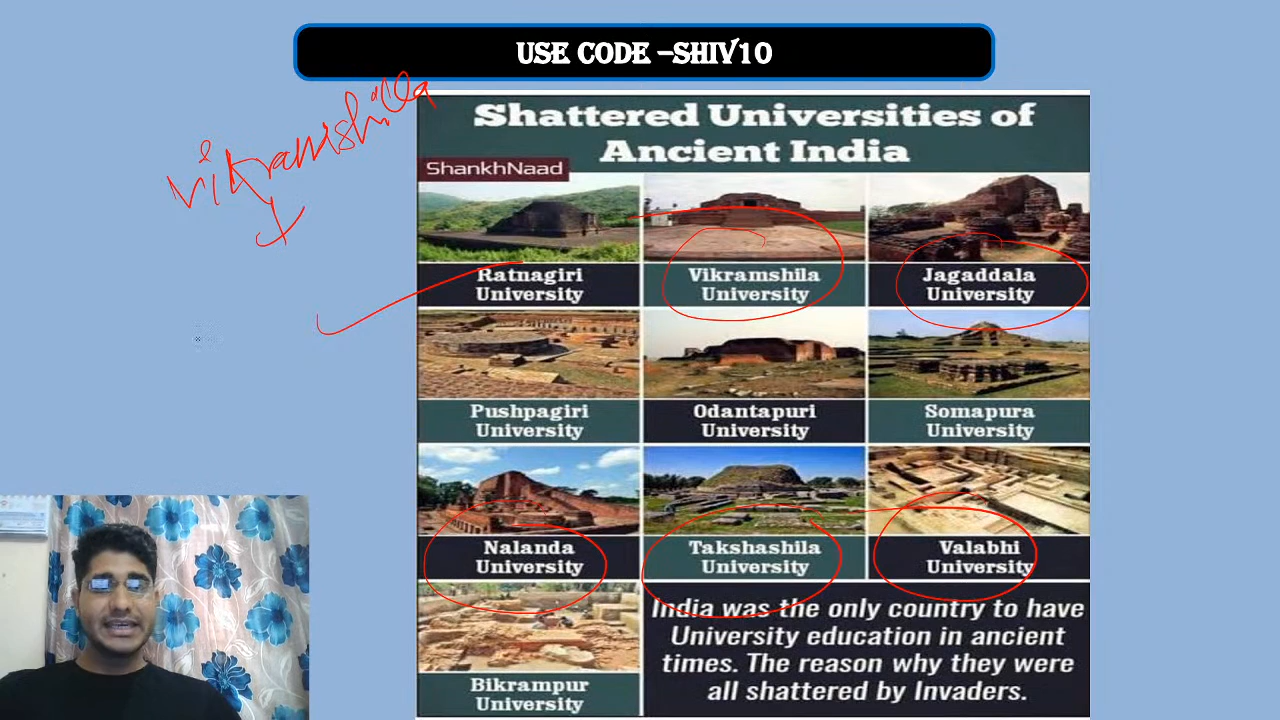 USE CODE –SHIV10
Vikramshilla
Shattered Universities of
Ancient India
ShankhNaad
Ratnagiri
University
Vikramshila
University
Jagaddala
University
Pushpagiri
University
Odantapuri
University
Somapura
University
Nalanda
University
Takshashila
University
Valabhi
University
Bikrampur
University
India was the only country to have
University education in ancient
times. The reason why they were
all shattered by Invaders.